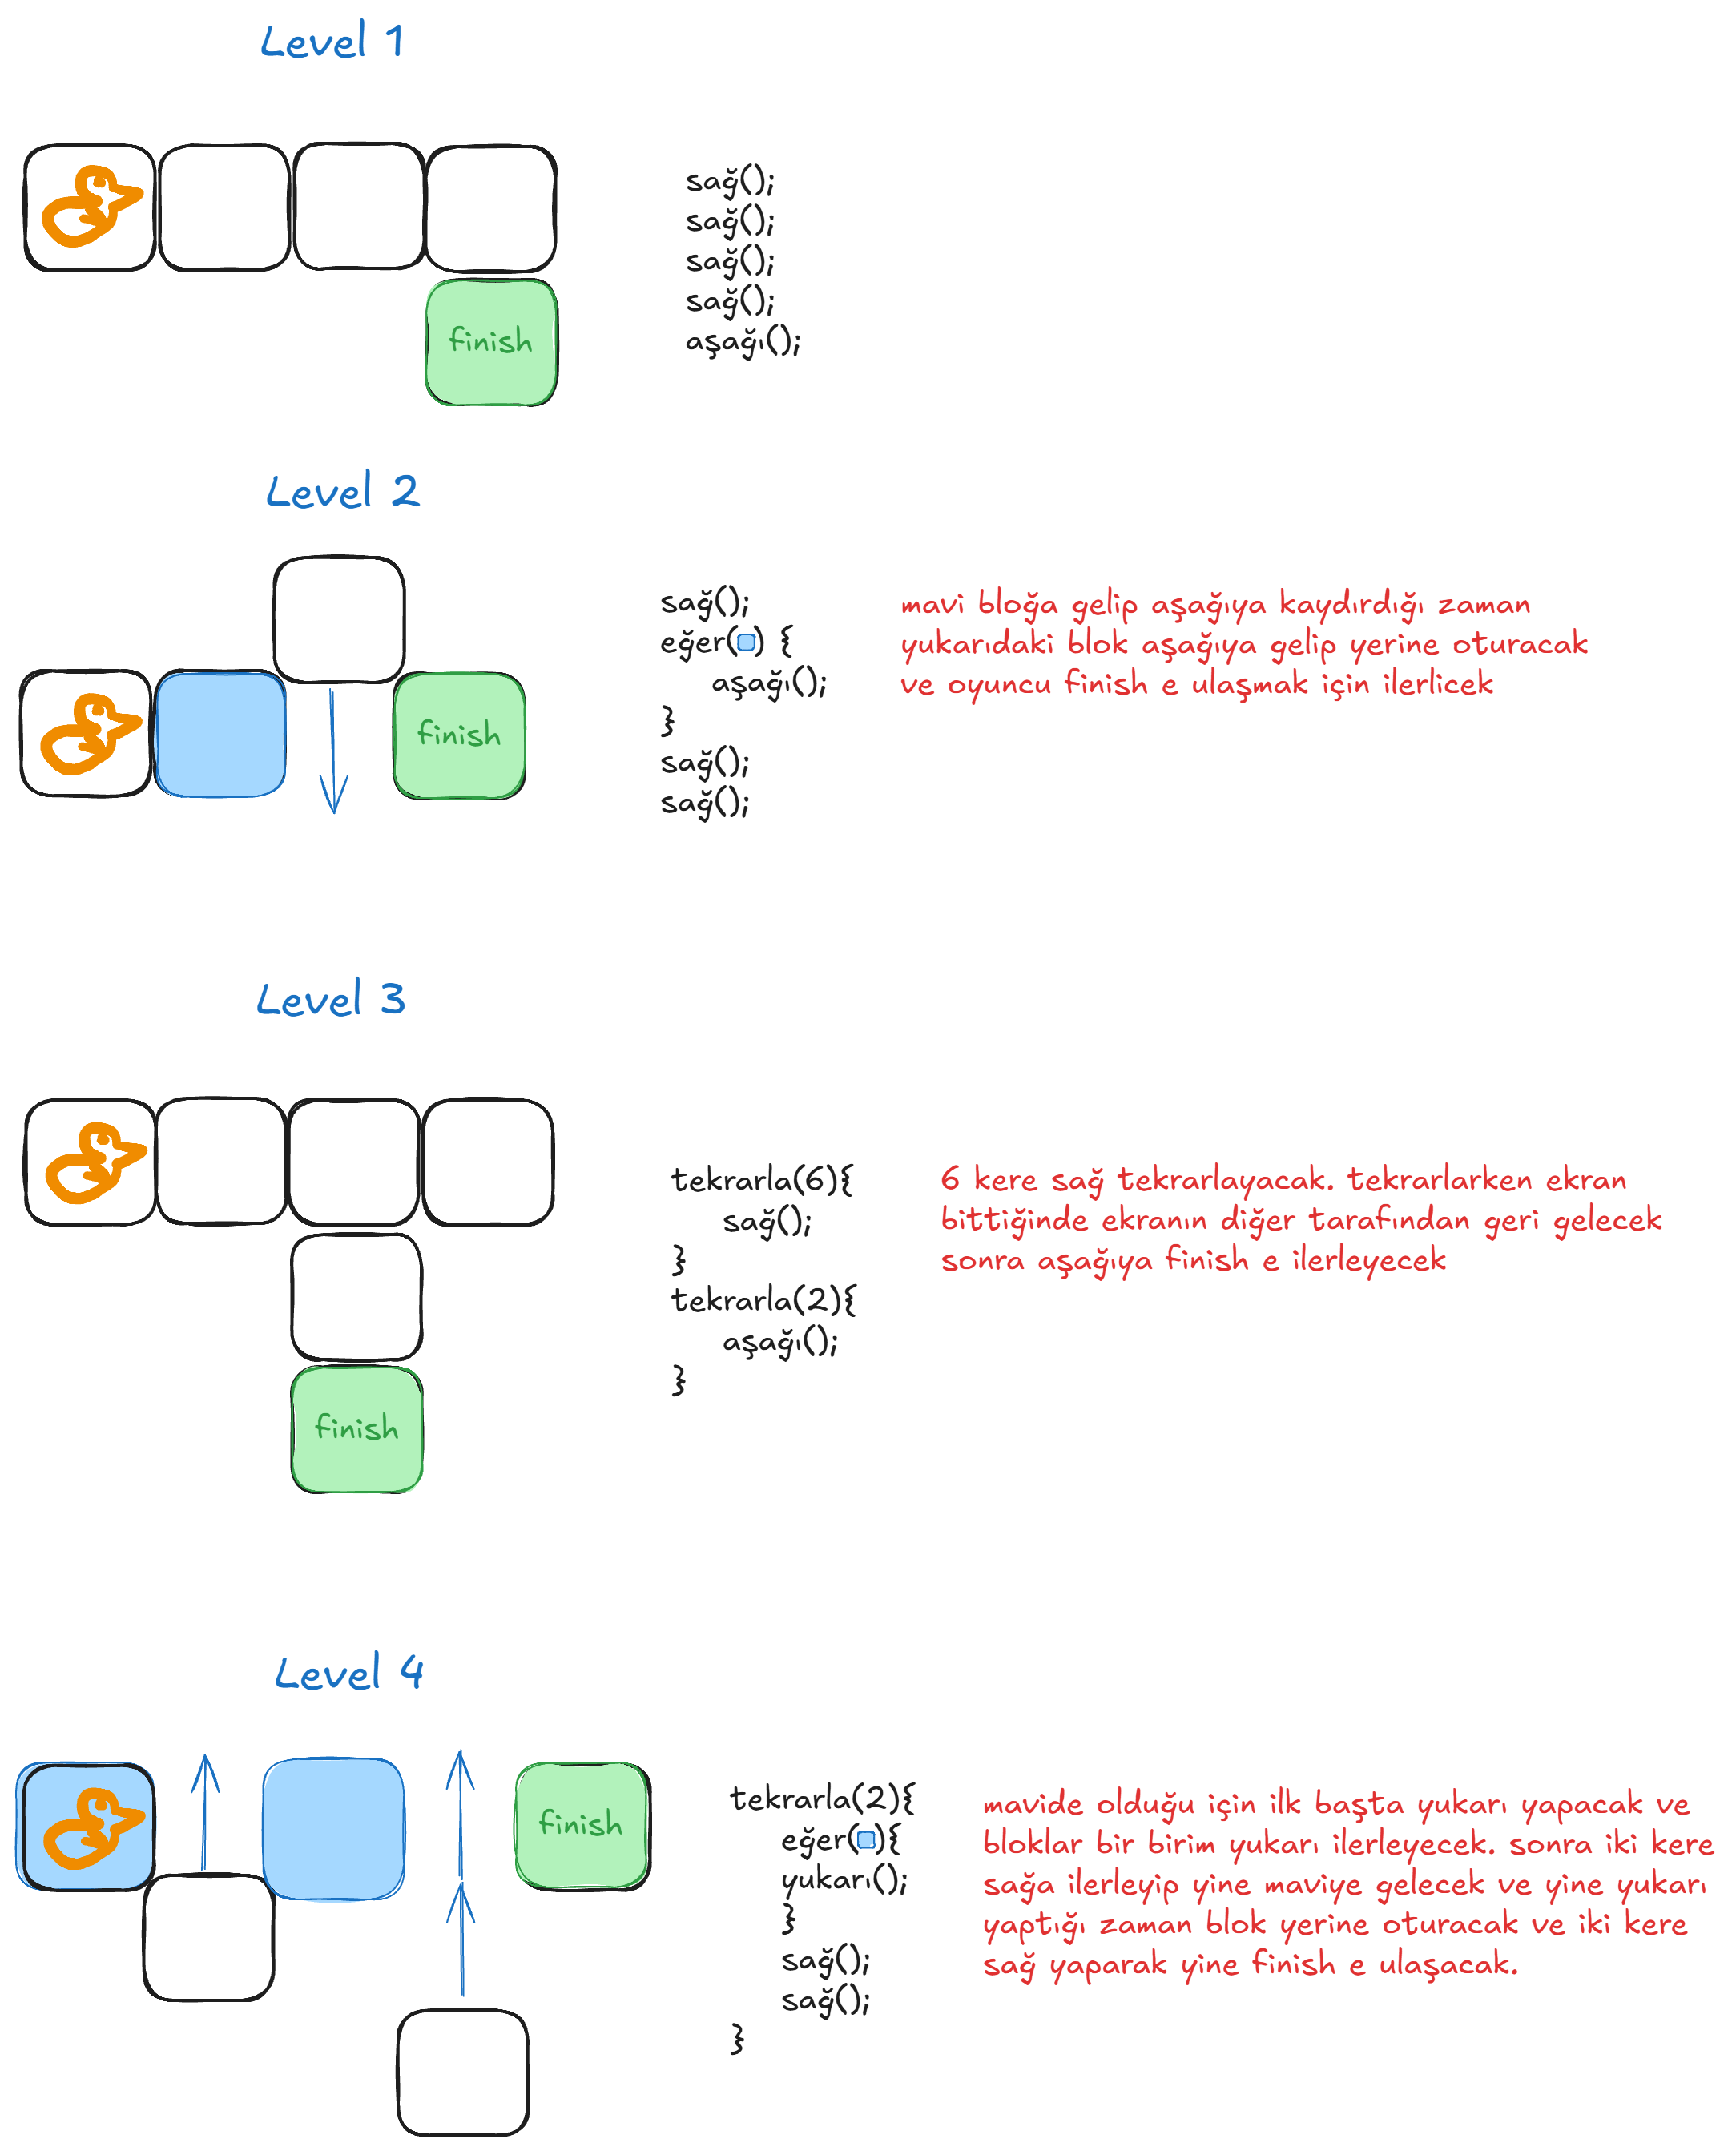 Level 1
sağ();
sağ();
sağ();
sağ();
aşağı();
finish
Level 2
sağ();
eğer( ) {
aşağı();
}
sağ();
sağ();
mavi bloğa gelip aşağıya kaydırdığı zaman
yukarıdaki blok aşağıya gelip yerine oturacak
ve oyuncu finish e ulaşmak için ilerlicek
finish
Level 3
tekrarla(6){
sağ();
}
tekrarla(2){
aşağı();
}
6 kere sağ tekrarlayacak. tekrarlarken ekran
bittiğinde ekranın diğer tarafından geri gelecek
sonra aşağıya finish e ilerleyecek
finish
Level 4
finish
tekrarla(2){
eğer( ){
yukarı();
}
sağ();
sağ();
}
mavide olduğu için ilk başta yukarı yapacak ve
bloklar bir birim yukarı ilerleyecek. sonra iki kere
sağa ilerleyip yine maviye gelecek ve yine yukarı
yaptığı zaman blok yerine oturacak ve iki kere
sağ yaparak yine finish e ulaşacak.